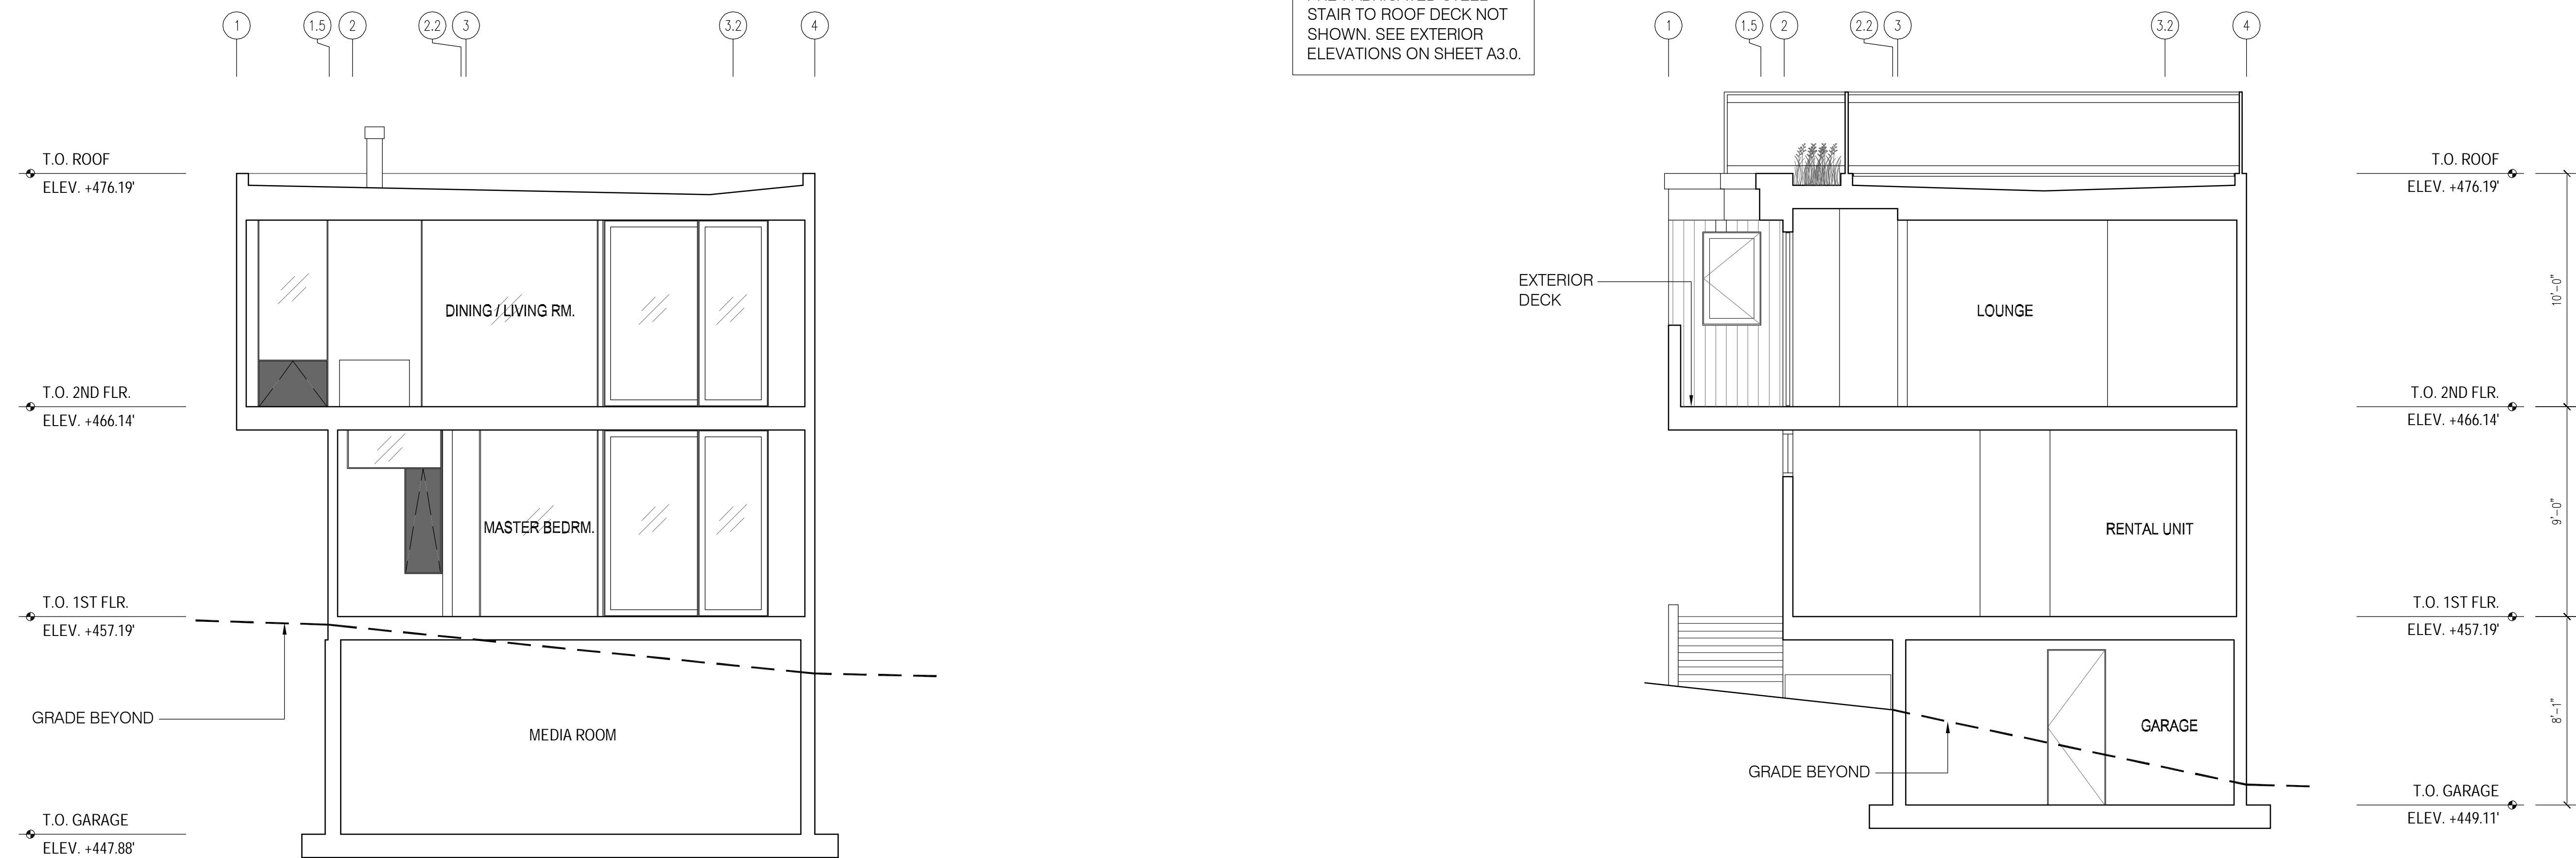 1
1.5
2
2.2
3
3.2
4
T.O. ROOF
ELEV. +476.19'
DINING / LIVING RM.
T.O. 2ND FLR.
ELEV. +466.14'
MASTER BEDRM.
T.O. 1ST FLR.
ELEV. +457.19'
GRADE BEYOND
MEDIA ROOM
T.O. GARAGE
ELEV. +447.88'
STAIR TO ROOF DECK NOT
SHOWN. SEE EXTERIOR
ELEVATIONS ON SHEET A3.0.
1
1.5
2
2.2
3
3.2
4
T.O. ROOF
ELEV. +476.19'
EXTERIOR
DECK
LOUNGE
10'-0"
T.O. 2ND FLR.
ELEV. +466.14'
RENTAL UNIT
9'-0"
T.O. 1ST FLR.
ELEV. +457.19'
GARAGE
8'-1"
GRADE BEYOND
T.O. GARAGE
ELEV. +449.11'